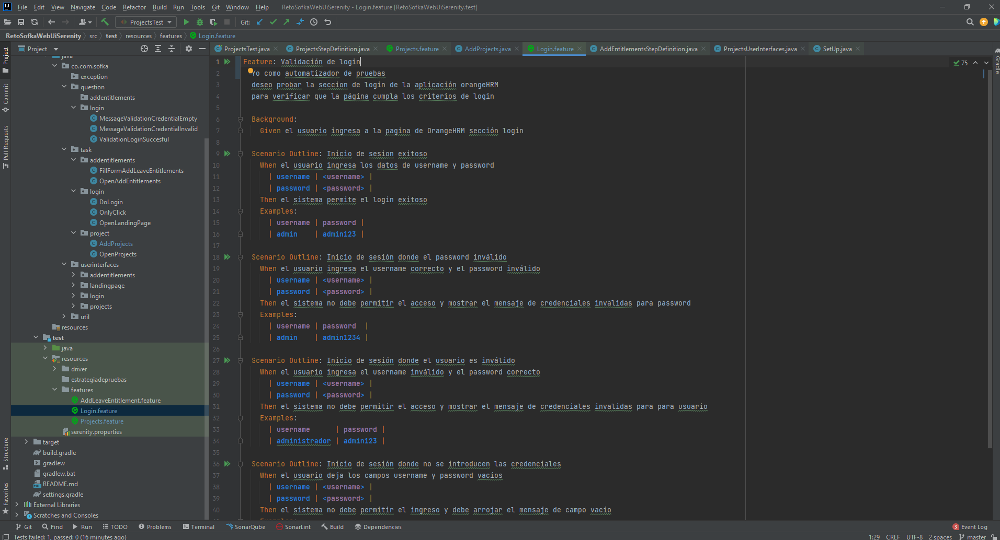 File Edit View Navigate Code Refactor Build Run Tools Git Window Help RetoSofkaWebUiSerenity - Login.feature [RetoSofkaWebUiSerenity.test]
ProjectsTest Git:
RetoSofkaWebUiSerenity src test resources features Login.feature
Project
ProjectsTest.java ProjectsStepDefinition.java Projects.feature AddProjects.java Login.feature AddEntitlementsStepDefinition.java ProjectsUserInterfaces.java SetUp.java
Project
Commit
Pull Requests
Structure
Favorites
java
co.com.sofka
exception
question
addentitlements
login
MessageValidationCredentialEmpty
MessageValidationCredentialInvalid
ValidationLoginSuccesful
task
addentitlements
FillFormAddLeaveEntitlements
OpenAddEntitlements
login
DoLogin
OnlyClick
OpenLandingPage
project
AddProjects
OpenProjects
userinterfaces
addentitlements
landingpage
login
projects
util
resources
test
java
resources
driver
estrategiadepruebas
features
AddLeaveEntitlement.feature
Login.feature
Projects.feature
serenity.properties
target
build.gradle
gradlew
gradlew.bat
README.md
settings.gradle
External Libraries
Scratches and Consoles
1 Feature: Validación de login
2 Yo como automatizador de pruebas
3 deseo probar la seccion de login de la aplicación orangeHRM
4 para verificar que la página cumpla los criterios de login
5
6 Background:
7 Given el usuario ingresa a la pagina de OrangeHRM sección login
8
9 Scenario Outline: Inicio de sesion exitoso
10 When el usuario ingresa los datos de username y password
11 | username | <username> |
12 | password | <password> |
13 Then el sistema permite el login exitoso
14 Examples:
15 | username | password |
16 | admin | admin123 |
17
18 Scenario Outline: Inicio de sesión donde el password inválido
19 When el usuario ingresa el username correcto y el password inválido
20 | username | <username> |
21 | password | <password> |
22 Then el sistema no debe permitir el acceso y mostrar el mensaje de credenciales invalidas para password
23 Examples:
24 | username | password |
25 | admin | admin1234 |
26
27 Scenario Outline: Inicio de sesión donde el usuario es inválido
28 When el usuario ingresa el username inválido y el password correcto
29 | username | <username> |
30 | password | <password> |
31 Then el sistema no debe permitir el acceso y mostrar el mensaje de credenciales invalidas para para usuario
32 Examples:
33 | username | password |
34 | administrador | admin123 |
35
36 Scenario Outline: Inicio de sesión donde no se introducen las credenciales
37 When el usuario deja los campos username y password vacíos
38 | username | <username> |
39 | password | <password> |
40 Then el sistema no debe permitir el ingreso y debe arrojar el mensaje de campo vacío
75
Gradle
Git Find Run TODO Problems Terminal SonarQube SonarLint Build Dependencies 3 Event Log
Tests failed: 1, passed: 0 (16 minutes ago) 1:29 CRLF UTF-8 2 spaces master